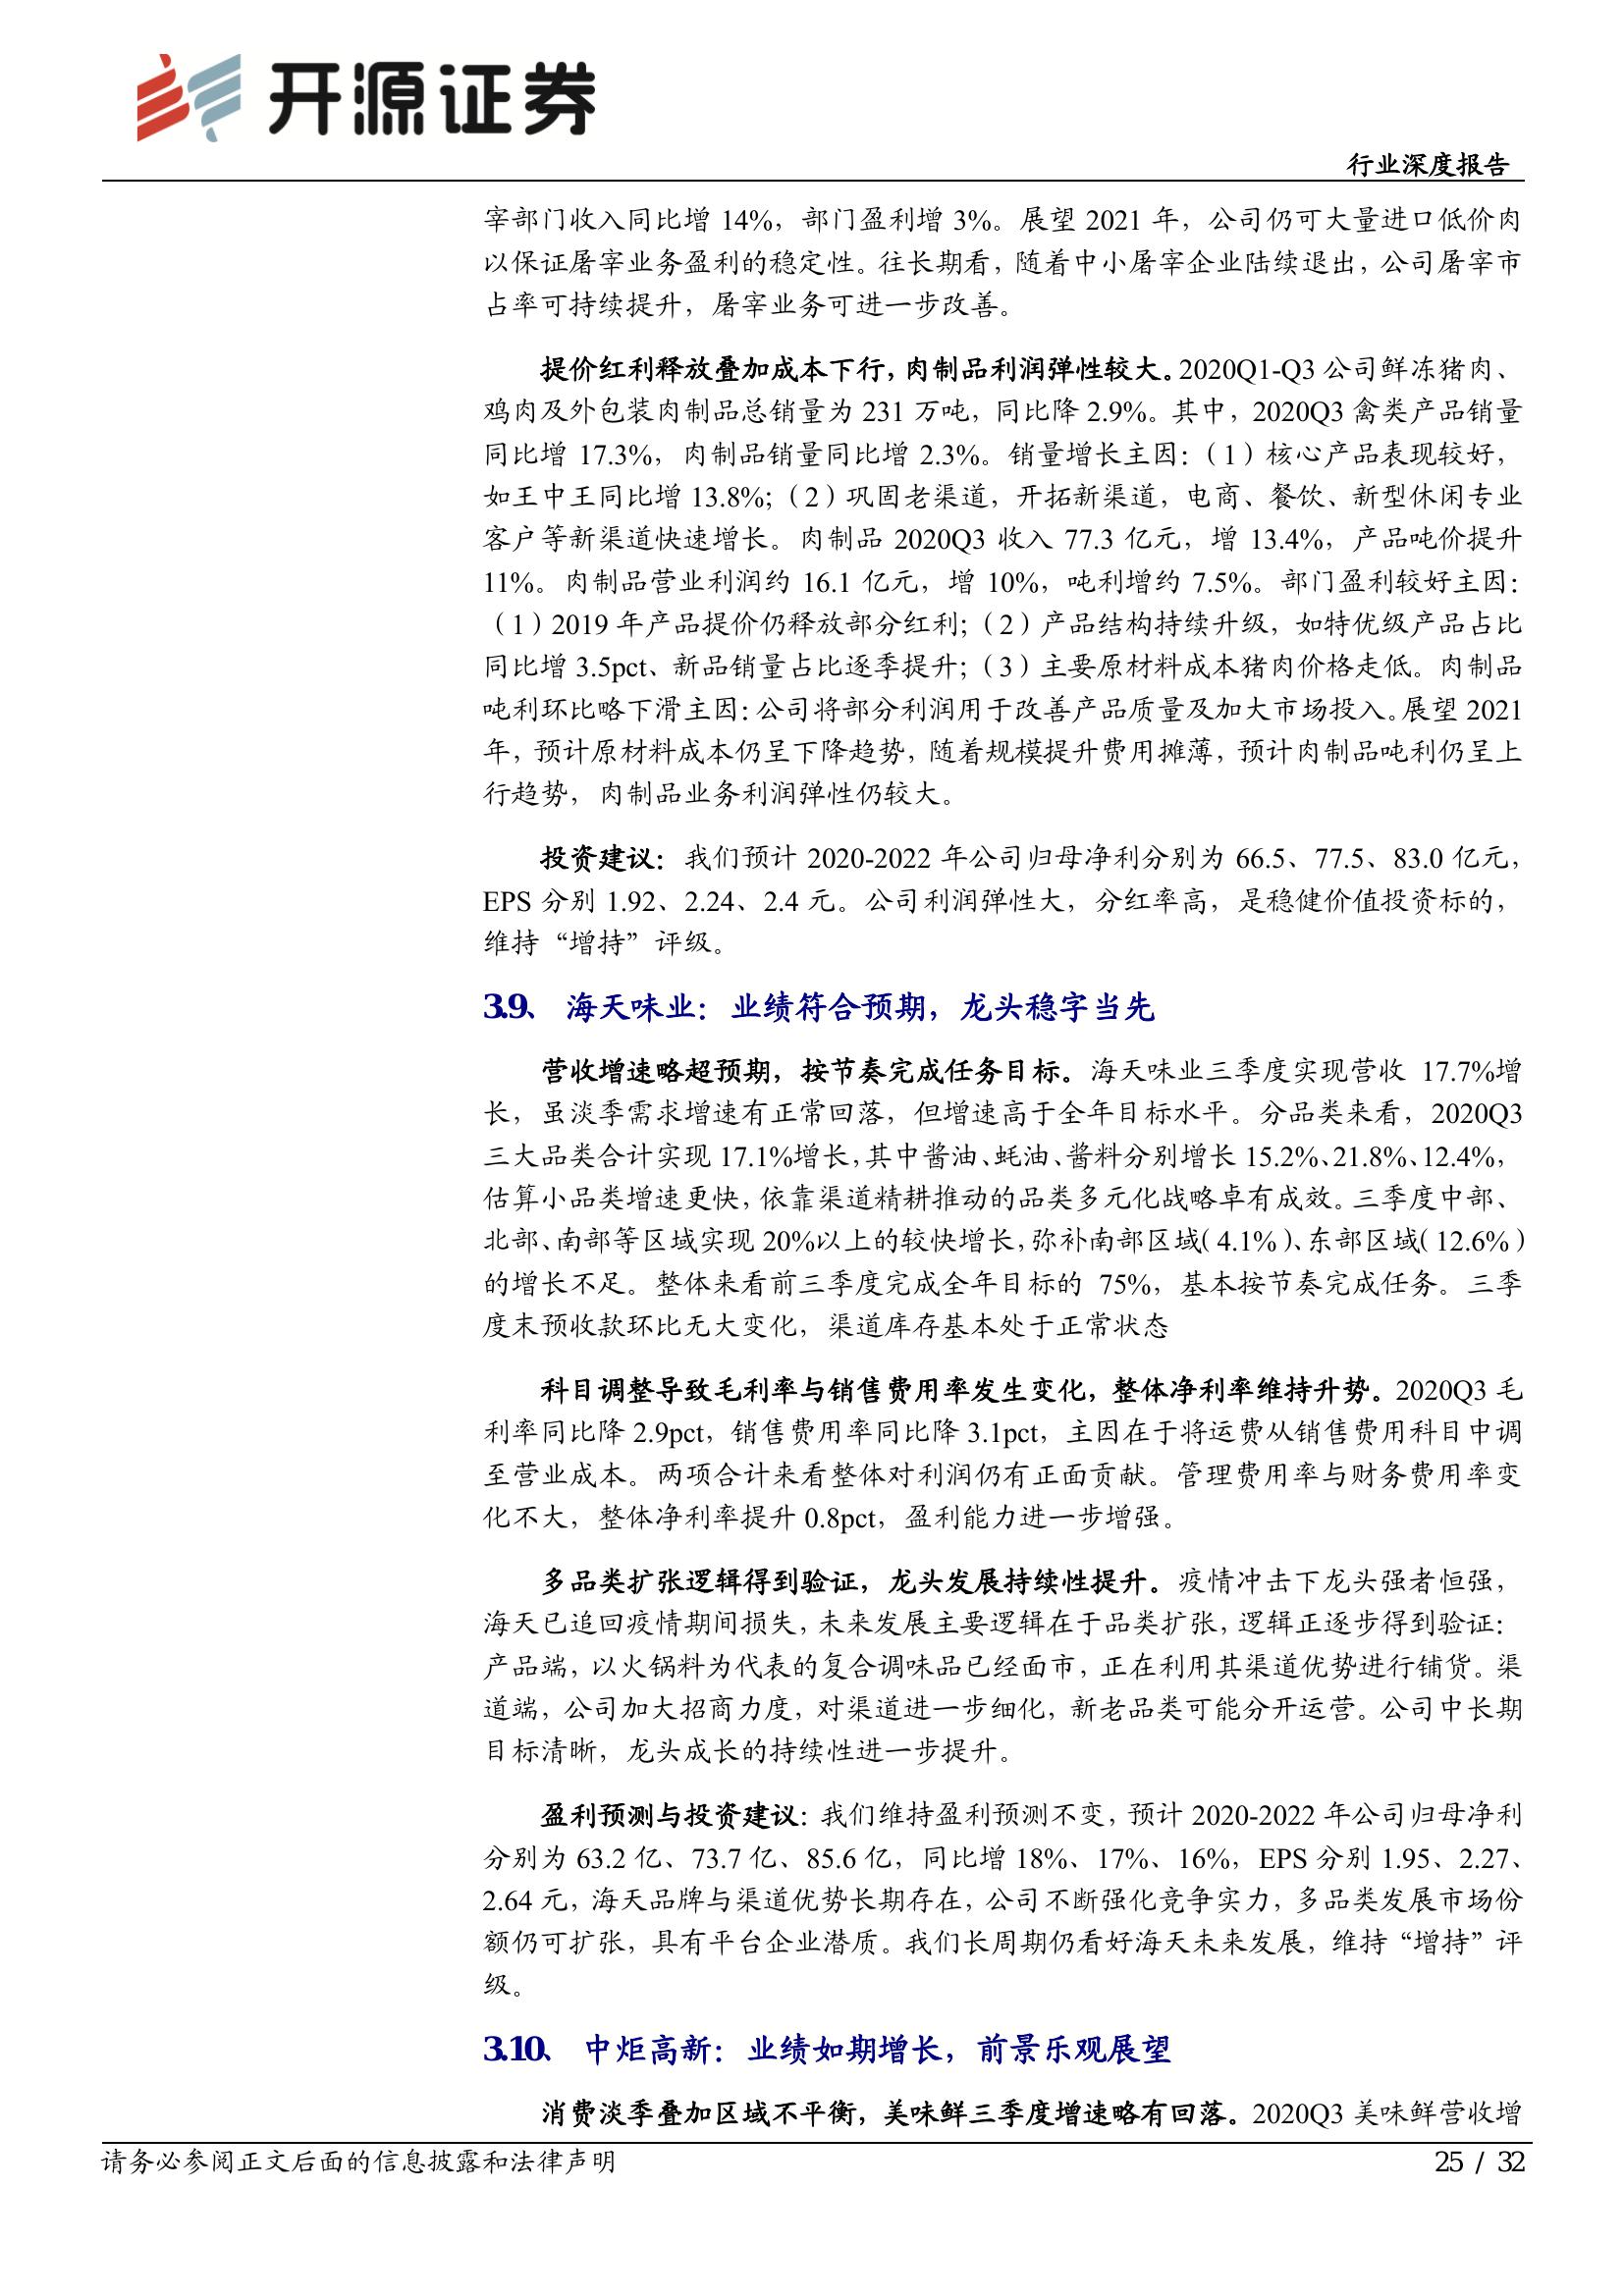 开源证券
行业深度报告
宰部门收入同比增 14%，部门盈利增 3%。展望 2021 年，公司仍可大量进口低价肉
以保证屠宰业务盈利的稳定性。往长期看，随着中小屠宰企业陆续退出，公司屠宰市
占率可持续提升，屠宰业务可进一步改善。
提价红利释放叠加成本下行，肉制品利润弹性较大。2020Q1-Q3 公司鲜冻猪肉、
鸡肉及外包装肉制品总销量为 231 万吨，同比降 2.9%。其中，2020Q3 禽类产品销量
同比增 17.3%，肉制品销量同比增 2.3%。销量增长主因：（1）核心产品表现较好，
如王中王同比增 13.8%；（2）巩固老渠道，开拓新渠道，电商、餐饮、新型休闲专业
客户等新渠道快速增长。肉制品 2020Q3 收入 77.3 亿元，增 13.4%，产品吨价提升
11%。肉制品营业利润约 16.1 亿元，增 10%，吨利增约 7.5%。部门盈利较好主因：
（1）2019 年产品提价仍释放部分红利；（2）产品结构持续升级，如特优级产品占比
同比增 3.5pct、新品销量占比逐季提升；（3）主要原材料成本猪肉价格走低。肉制品
吨利环比略下滑主因：公司将部分利润用于改善产品质量及加大市场投入。展望 2021
年，预计原材料成本仍呈下降趋势，随着规模提升费用摊薄，预计肉制品吨利仍呈上
行趋势，肉制品业务利润弹性仍较大。
投资建议：我们预计 2020-2022 年公司归母净利分别为 66.5、77.5、83.0 亿元，
EPS 分别 1.92、2.24、2.4 元。公司利润弹性大，分红率高，是稳健价值投资标的，
维持“增持”评级。
3.9、 海天味业：业绩符合预期，龙头稳字当先
营收增速略超预期，按节奏完成任务目标。海天味业三季度实现营收 17.7%增
长，虽淡季需求增速有正常回落，但增速高于全年目标水平。分品类来看，2020Q3
三大品类合计实现 17.1%增长，其中酱油、蚝油、酱料分别增长 15.2%、21.8%、12.4%，
估算小品类增速更快，依靠渠道精耕推动的品类多元化战略卓有成效。三季度中部、
北部、南部等区域实现 20%以上的较快增长，弥补南部区域（4.1%）、东部区域（12.6%）
的增长不足。整体来看前三季度完成全年目标的 75%，基本按节奏完成任务。三季
度末预收款环比无大变化，渠道库存基本处于正常状态
科目调整导致毛利率与销售费用率发生变化，整体净利率维持升势。2020Q3 毛
利率同比降 2.9pct，销售费用率同比降 3.1pct，主因在于将运费从销售费用科目中调
至营业成本。两项合计来看整体对利润仍有正面贡献。管理费用率与财务费用率变
化不大，整体净利率提升 0.8pct，盈利能力进一步增强。
多品类扩张逻辑得到验证，龙头发展持续性提升。疫情冲击下龙头强者恒强，
海天已追回疫情期间损失，未来发展主要逻辑在于品类扩张，逻辑正逐步得到验证：
产品端，以火锅料为代表的复合调味品已经面市，正在利用其渠道优势进行铺货。渠
道端，公司加大招商力度，对渠道进一步细化，新老品类可能分开运营。公司中长期
目标清晰，龙头成长的持续性进一步提升。
盈利预测与投资建议：我们维持盈利预测不变，预计 2020-2022 年公司归母净利
分别为 63.2 亿、73.7 亿、85.6 亿，同比增 18%、17%、16%，EPS 分别 1.95、2.27、
2.64 元，海天品牌与渠道优势长期存在，公司不断强化竞争实力，多品类发展市场份
额仍可扩张，具有平台企业潜质。我们长周期仍看好海天未来发展，维持“增持”评
级。
3.10、 中炬高新：业绩如期增长，前景乐观展望
消费淡季叠加区域不平衡，美味鲜三季度增速略有回落。2020Q3 美味鲜营收增
请务必参阅正文后面的信息披露和法律声明
25 / 32